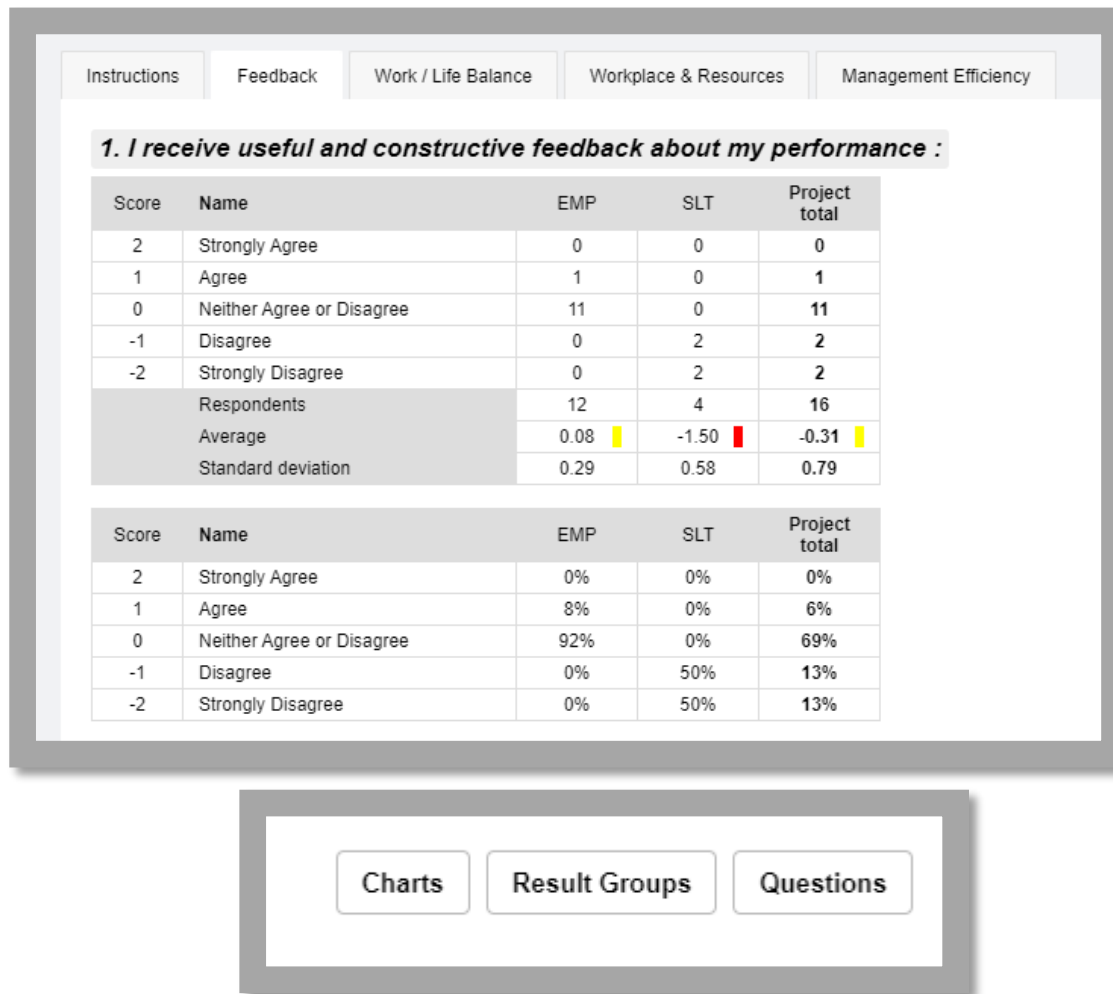 Instructions Feedback Work / Life Balance Workplace & Resources Management Efficiency
1. I receive useful and constructive feedback about my performance :
Score Name EMP SLT Project total
2 Strongly Agree 0 0 0
1 Agree 1 0 1
0 Neither Agree or Disagree 11 0 11
-1 Disagree 0 2 2
-2 Strongly Disagree 0 2 2
Respondents 12 4 16
Average 0.08 -1.50 -0.31
Standard deviation 0.29 0.58 0.79
Score Name EMP SLT Project total
2 Strongly Agree 0% 0% 0%
1 Agree 8% 0% 6%
0 Neither Agree or Disagree 92% 0% 69%
-1 Disagree 0% 50% 13%
-2 Strongly Disagree 0% 50% 13%
Charts Result Groups Questions